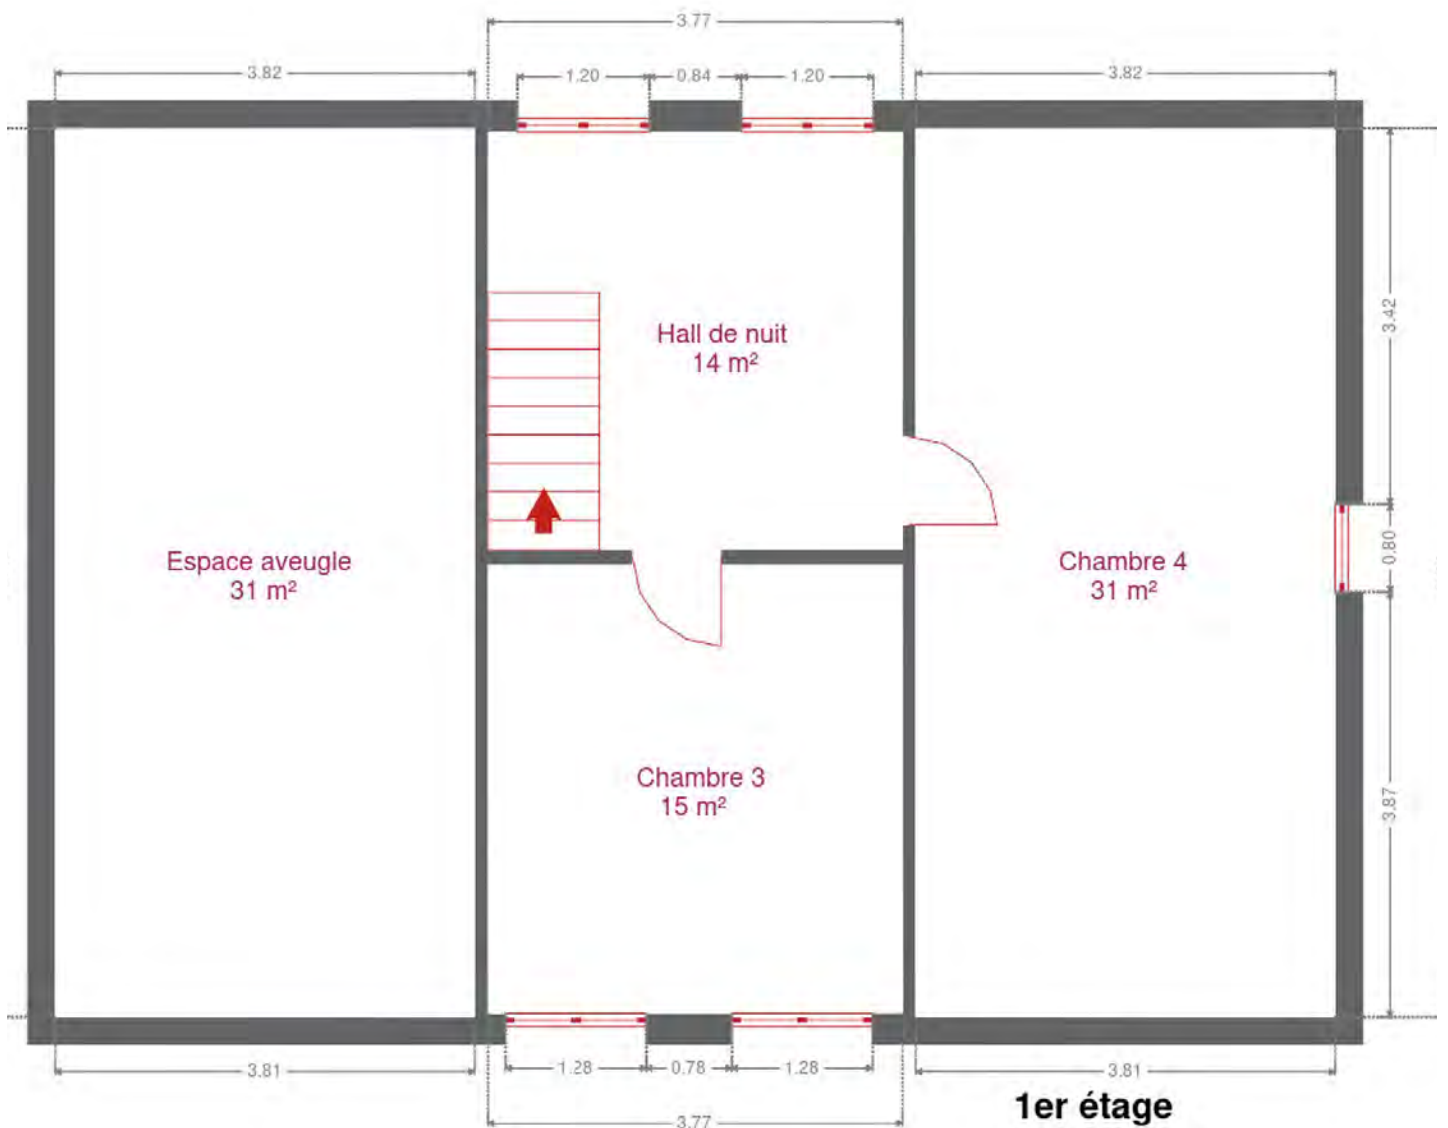 3.77
3.82
1.20
0.84
1.20
3.82
3.42
Hall de nuit
14 m²
Espace aveugle
31 m²
Chambre 4
31 m²
0.80
Chambre 3
15 m²
3.87
3.81
1.28
0.78
1.28
3.81
1er étage
3.77